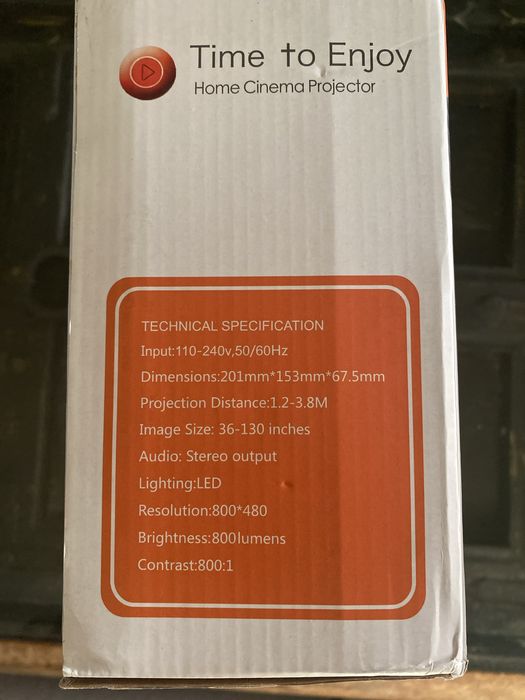 Time to Enjoy
Home Cinema Projector
TECHNICAL SPECIFICATION
Input:110-240v,50/60Hz
Dimensions:201mm*153mm*67.5mm
Projection Distance:1.2-3.8M
Image Size: 36-130 inches
Audio: Stereo output
Lighting:LED
Resolution:800*480
Brightness:800lumens
Contrast:800:1